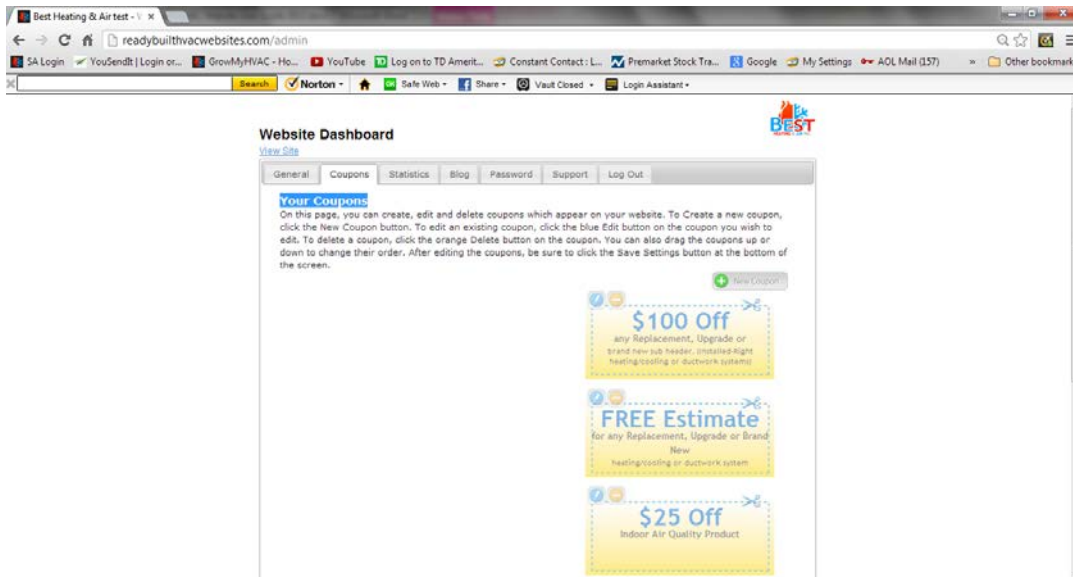 Best Heating & Air test - V ×
readybuilthvacwebsites.com/admin
SA Login YouSendIt | Login or... GrowMyHVAC - Ho... YouTube Log on to TD Amerit... Constant Contact : L... Premarket Stock Tra... Google My Settings AOL Mail (157) » Other bookmark
Search Norton - Safe Web - Share - Vault Closed - Login Assistant -
BEST
Website Dashboard
View Site
General Coupons Statistics Blog Password Support Log Out
Your Coupons
On this page, you can create, edit and delete coupons which appear on your website. To Create a new coupon,
click the New Coupon button. To edit an existing coupon, click the blue Edit button on the coupon you wish to
edit. To delete a coupon, click the orange Delete button on the coupon. You can also drag the coupons up or
down to change their order. After editing the coupons, be sure to click the Save Settings button at the bottom of
the screen.
New Coupon
$100 Off
any Replacement, Upgrade or
brand new sub header. (installed-Right
heating/cooling or ductwork systems)
FREE Estimate
for any Replacement, Upgrade or Brand
New
heating/cooling or ductwork system
$25 Off
Indoor Air Quality Product